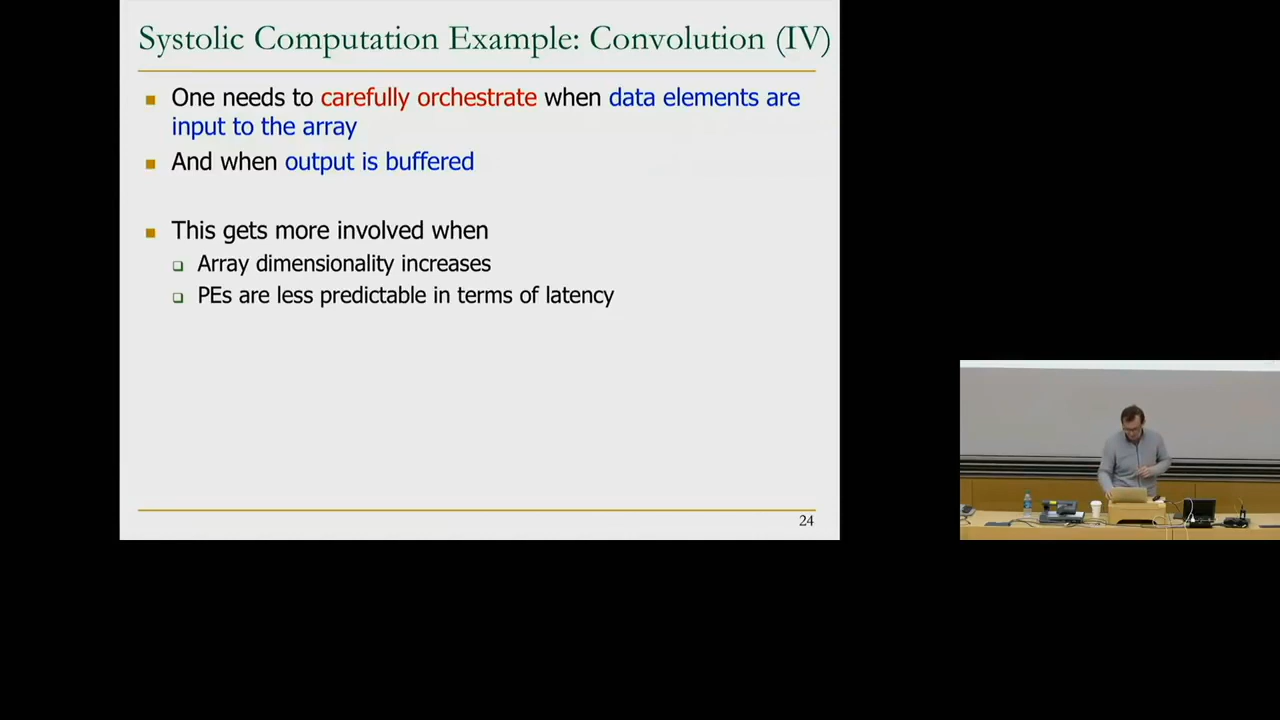 Systolic Computation Example: Convolution (IV)
One needs to carefully orchestrate when data elements are
input to the array
And when output is buffered
This gets more involved when
Array dimensionality increases
PEs are less predictable in terms of latency
24